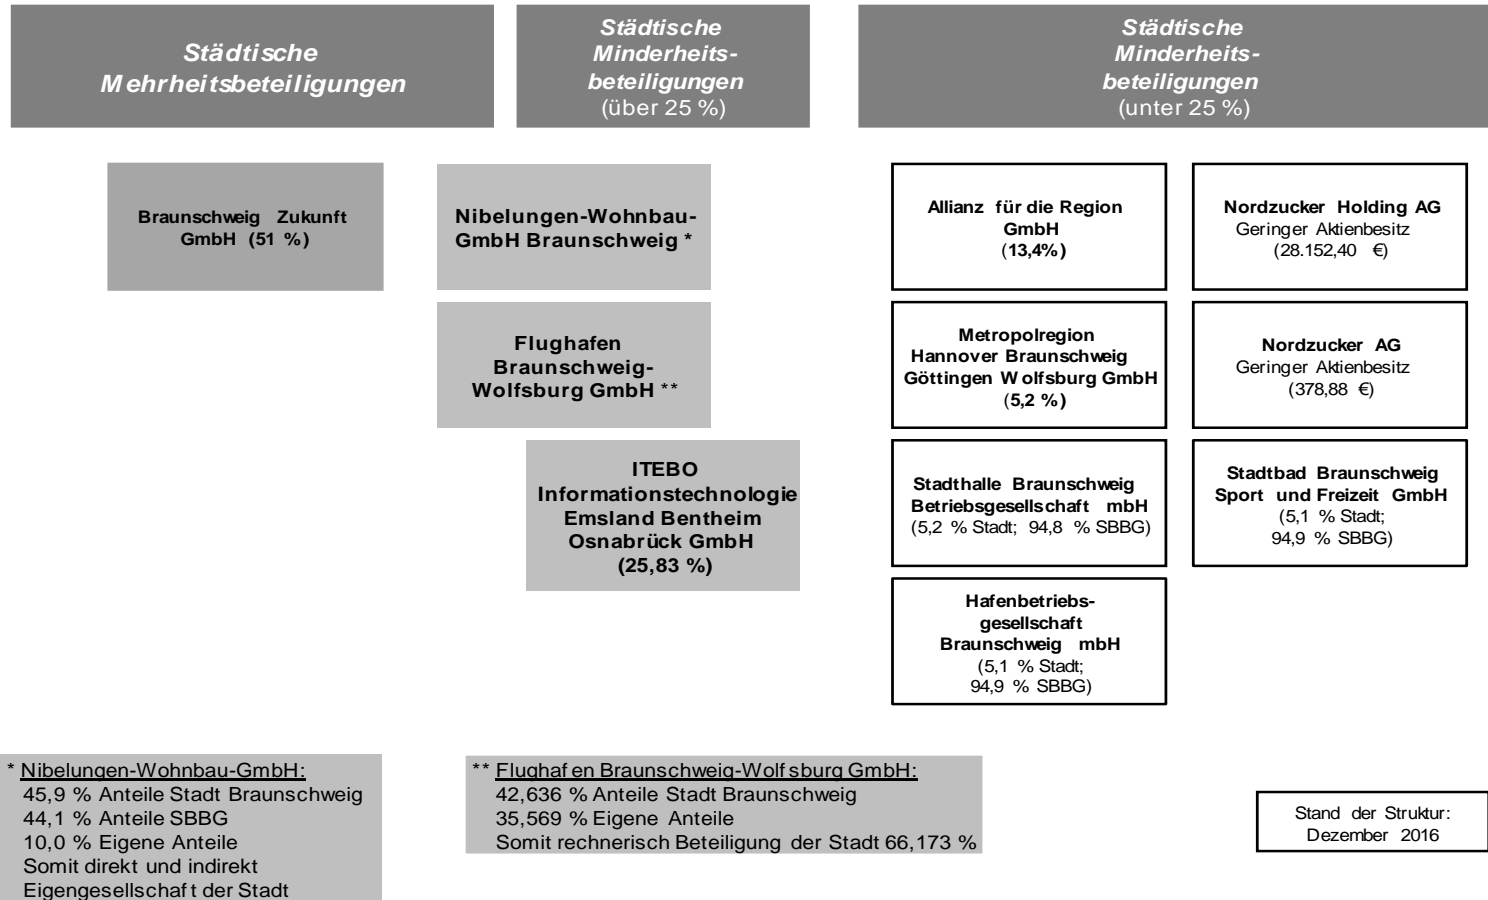 Städtische
Mehrheitsbeteiligungen
Städtische
Minderheits-
beteiligungen
(über 25 %)
Städtische
Minderheits-
beteiligungen
(unter 25 %)
Braunschweig Zukunft
GmbH (51 %)
Nibelungen-Wohnbau-
GmbH Braunschweig *
Flughafen
Braunschweig-
Wolfsburg GmbH **
ITEBO
Informationstechnologie
Emsland Bentheim
Osnabrück GmbH
(25,83 %)
Allianz für die Region
GmbH
(13,4%)
Nordzucker Holding AG
Geringer Aktienbesitz
(28.152,40 €)
Metropolregion
Hannover Braunschweig
Göttingen Wolfsburg GmbH
(5,2 %)
Nordzucker AG
Geringer Aktienbesitz
(378,88 €)
Stadthalle Braunschweig
Betriebsgesellschaft mbH
(5,2 % Stadt; 94,8 % SBBG)
Stadtbad Braunschweig
Sport und Freizeit GmbH
(5,1 % Stadt;
94,9 % SBBG)
Hafenbetriebs-
gesellschaft
Braunschweig mbH
(5,1 % Stadt;
94,9 % SBBG)
* Nibelungen-Wohnbau-GmbH:
45,9 % Anteile Stadt Braunschweig
44,1 % Anteile SBBG
10,0 % Eigene Anteile
Somit direkt und indirekt
Eigengesellschaft der Stadt
** Flughafen Braunschweig-Wolfsburg GmbH:
42,636 % Anteile Stadt Braunschweig
35,569 % Eigene Anteile
Somit rechnerisch Beteiligung der Stadt 66,173 %
Stand der Struktur:
Dezember 2016